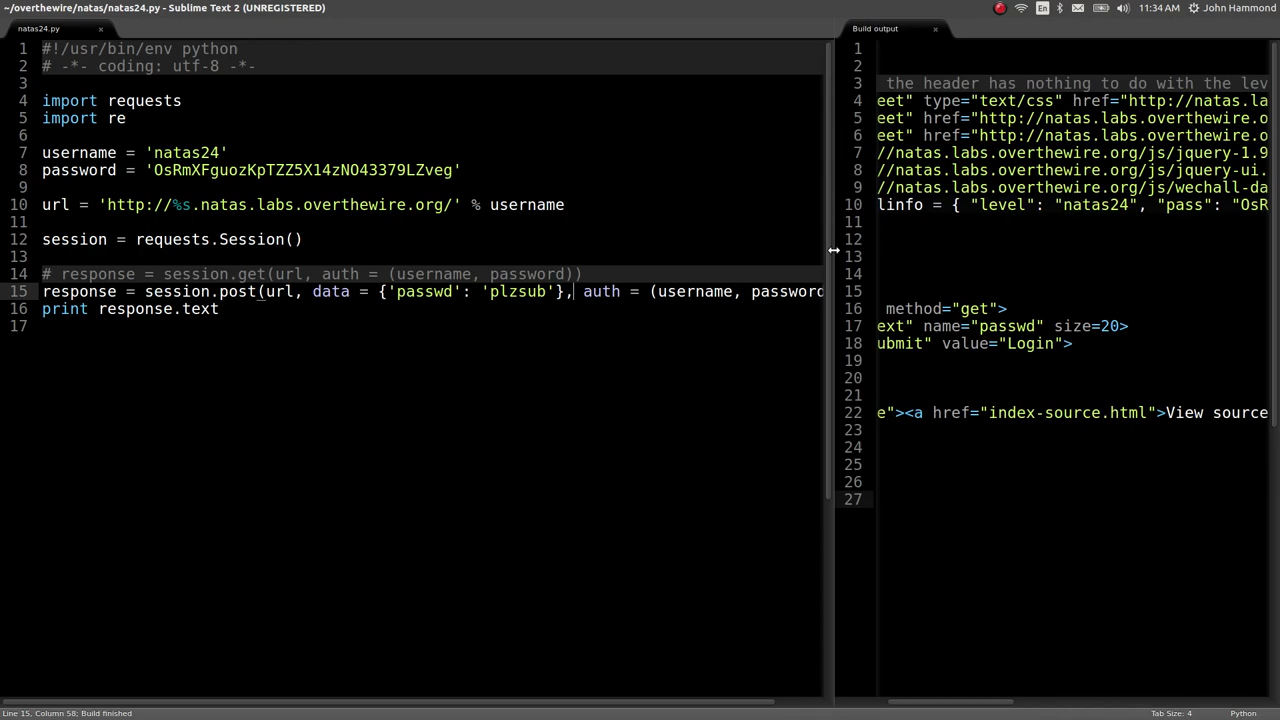 ~/overthewire/natas/natas24.py - Sublime Text 2 (UNREGISTERED)
En
11:34 AM
John Hammond
natas24.py
×
Build output
×
1 #!/usr/bin/env python
2 # -*- coding: utf-8 -*-
3
4 import requests
5 import re
6
7 username = 'natas24'
8 password = 'OsRmXFguozKpTZZ5X14zNO43379LZveg'
9
10 url = 'http://%s.natas.labs.overthewire.org/' % username
11
12 session = requests.Session()
13
14 # response = session.get(url, auth = (username, password))
15 response = session.post(url, data = {'passwd': 'plzsub'}, auth = (username, password
16 print response.text
17
1
2
3 the header has nothing to do with the lev
4 eet" type="text/css" href="http://natas.la
5 eet" href="http://natas.labs.overthewire.o
6 eet" href="http://natas.labs.overthewire.o
7 //natas.labs.overthewire.org/js/jquery-1.9
8 //natas.labs.overthewire.org/js/jquery-ui.
9 //natas.labs.overthewire.org/js/wechall-da
10 linfo = { "level": "natas24", "pass": "OsR
11
12
13
14
15
16 method="get">
17 ext" name="passwd" size=20>
18 ubmit" value="Login">
19
20
21
22 e"><a href="index-source.html">View source
23
24
25
26
27
Line 15, Column 58; Build finished
Tab Size: 4
Python